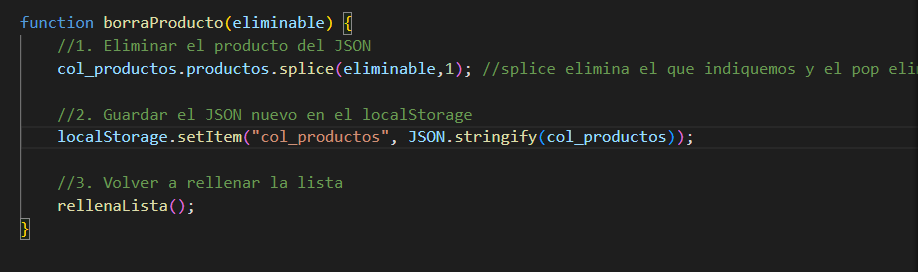 function borraProducto(eliminable) {
//1. Eliminar el producto del JSON
col_productos.productos.splice(eliminable,1); //splice elimina el que indiquemos y el pop eli
//2. Guardar el JSON nuevo en el localStorage
localStorage.setItem("col_productos", JSON.stringify(col_productos));
//3. Volver a rellenar la lista
rellenaLista();
}